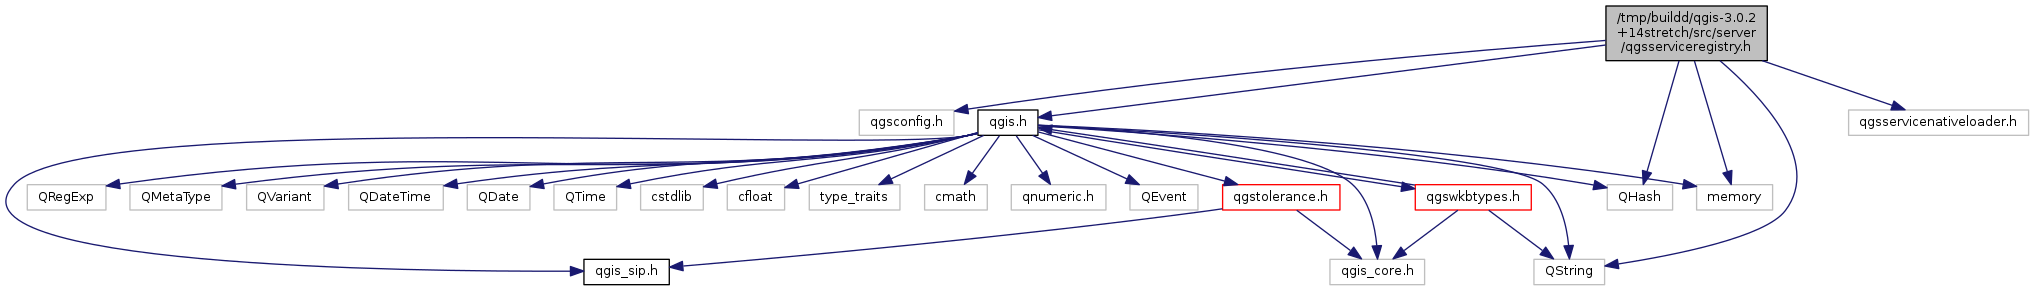 /tmp/buildd/qgis-3.0.2
+14stretch/src/server
/qgsserviceregistry.h
qgsconfig.h
qgis.h
qgsservicenativeloader.h
QRegExp
QMetaType
QVariant
QDateTime
QDate
QTime
cstdlib
cfloat
type_traits
cmath
qnumeric.h
QEvent
qgstolerance.h
qgswkbtypes.h
QHash
memory
qgis_sip.h
qgis_core.h
QString